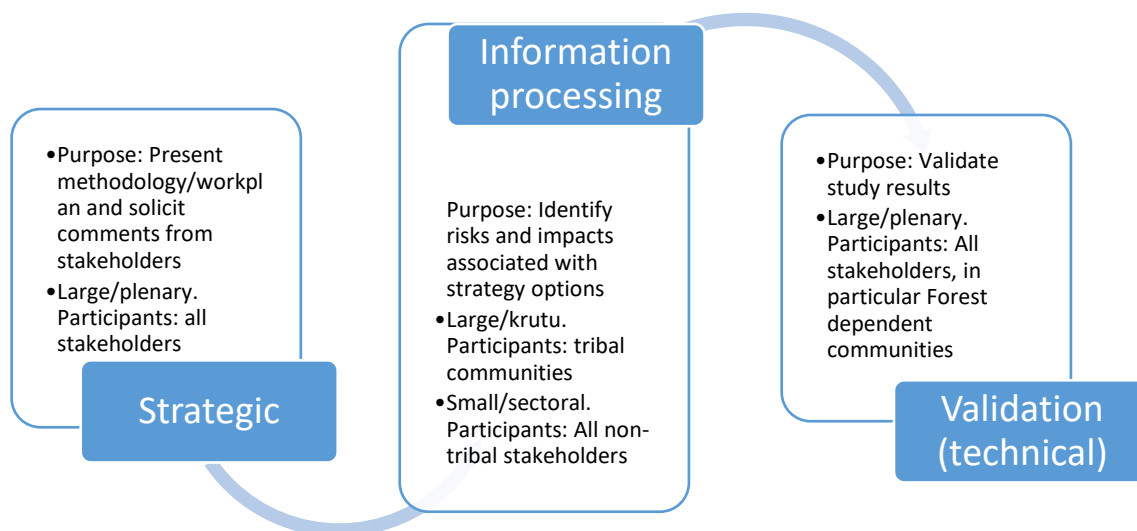 •Purpose: Present
methodology/workpl
an and solicit
comments from
stakeholders
•Large/plenary.
Participants: all
stakeholders
Strategic
Information
processing
Purpose: Identify
risks and impacts
associated with
strategy options
•Large/krutu.
Participants: tribal
communities
•Small/sectoral.
Participants: All non-
tribal stakeholders
•Purpose: Validate
study results
•Large/plenary.
Participants: All
stakeholders, in
particular Forest
dependent
communities
Validation
(technical)